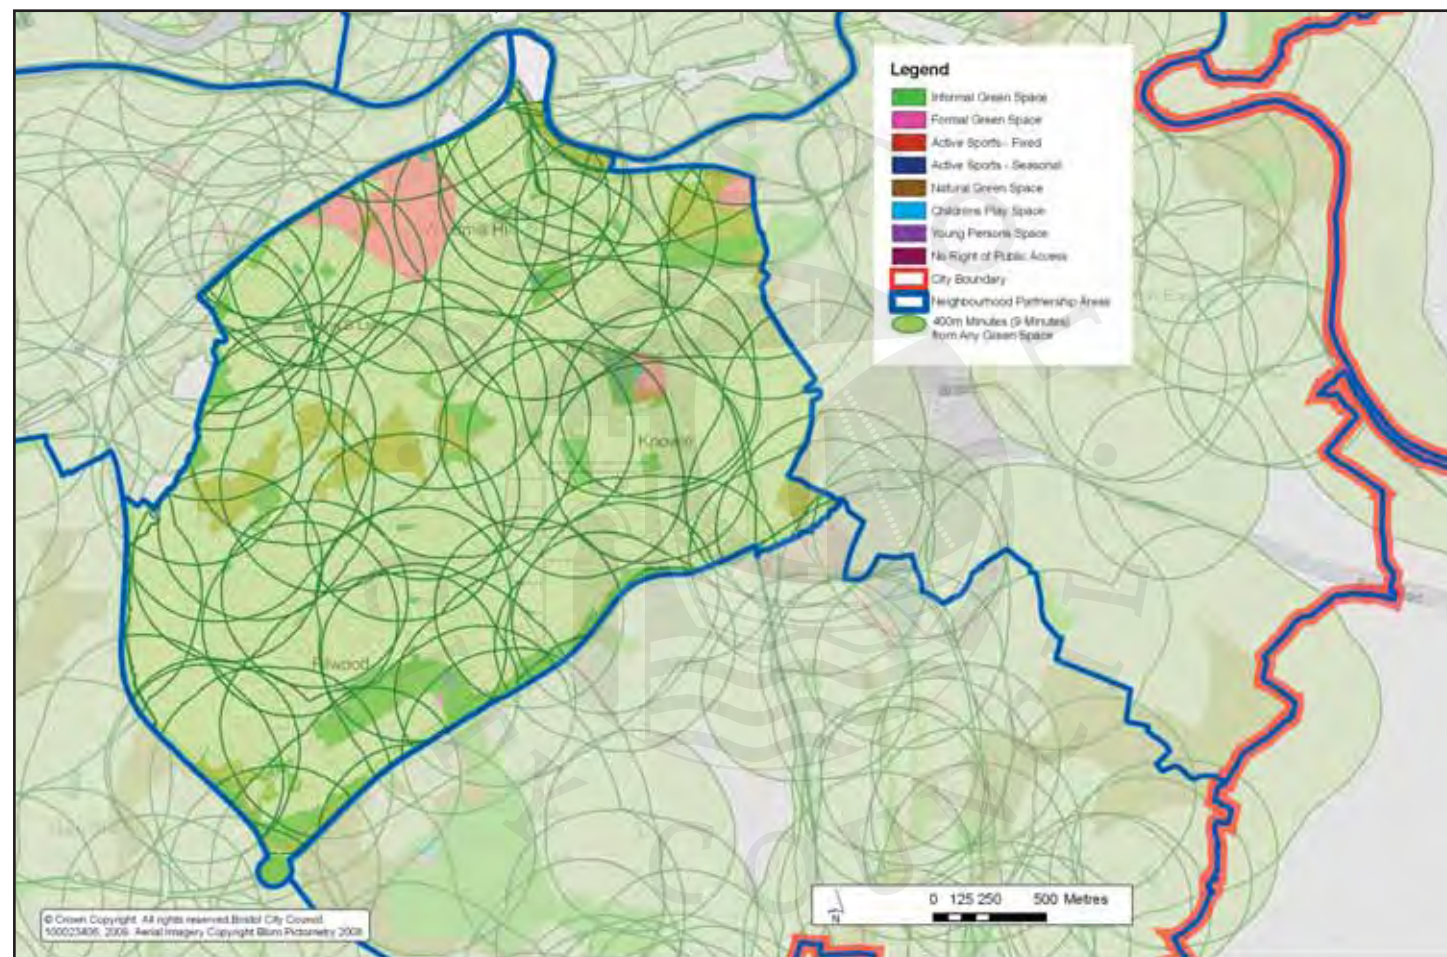 Legend
Informal Green Space
Formal Green Space
Active Sports - Fixed
Active Sports - Seasonal
Natural Green Space
Childrens Play Space
Young Persons Space
No Right of Public Access
City Boundary
Neighbourhood Partnership Areas
400m Minutes (9 Minutes)
from Any Green Space
Knowle
Filwood
0 125 250 500 Metres
N
© Crown Copyright. All rights reserved.Bristol City Council.
100023406, 2009. Aerial Imagery Copyright Blom Pictometry 2008.